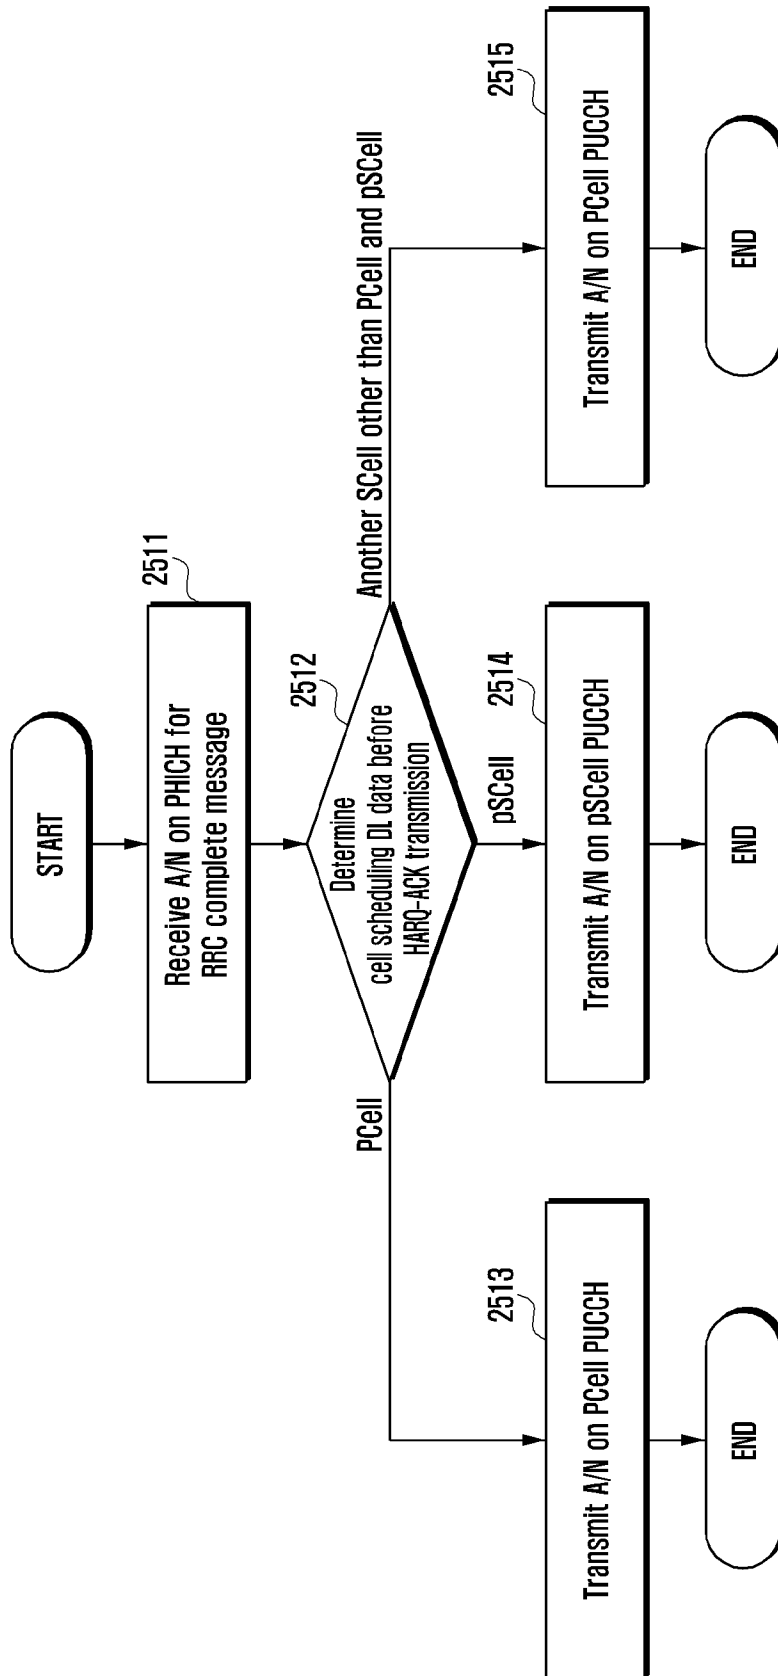 START
2511
Receive A/N on PHICH for
RRC complete message
2512
Determine
cell scheduling DL data before
HARQ-ACK transmission
PCell
pSCell
Another SCell other than PCell and pSCell
2513
Transmit A/N on PCell PUCCH
2514
Transmit A/N on pSCell PUCCH
2515
Transmit A/N on PCell PUCCH
END
END
END